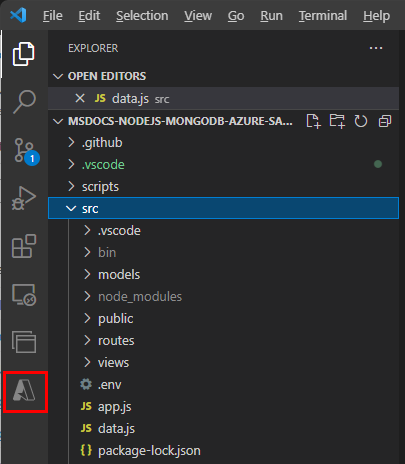 File Edit Selection View Go Run Terminal Help
EXPLORER
OPEN EDITORS
JS data.js src
MSDOCS-NODEJS-MONGODB-AZURE-SA...
.github
.vscode
1
scripts
src
.vscode
bin
models
node_modules
public
routes
views
.env
JS app.js
JS data.js
{ } package-lock.json